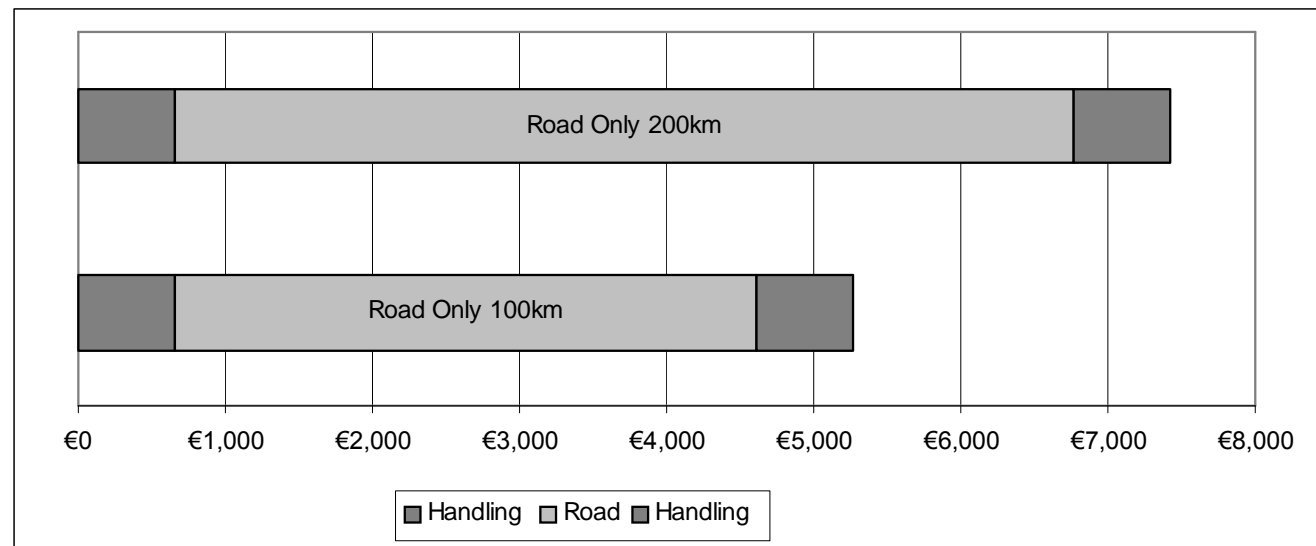 Road Only 200km
Road Only 100km
€0 €1,000 €2,000 €3,000 €4,000 €5,000 €6,000 €7,000 €8,000
Handling Road Handling